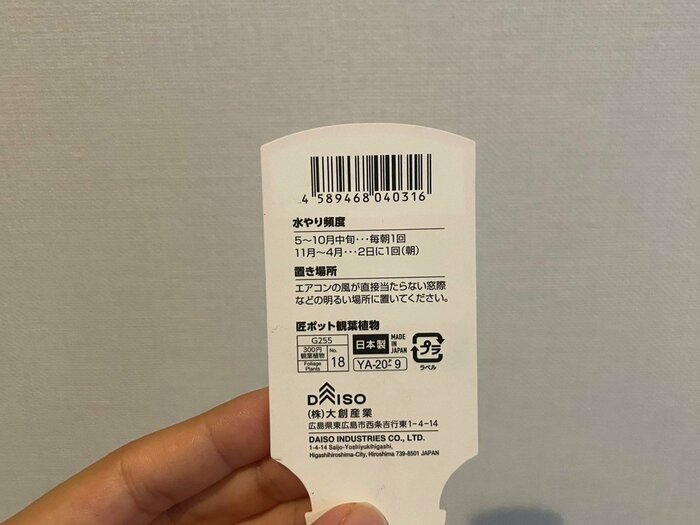 4 589468 040316
水やり頻度
5～10月中旬･･･毎朝1回
11月～4月･･･2日に1回(朝)
置き場所
エアコンの風が直接当たらない窓際
などの明るい場所に置いてください。
匠ポット観葉植物
G255
300円
観葉植物
Foliage
Plants
No.
18
日本製
MADE
IN JAPAN
YA-20 9
プラ
ラベル
DAISO
(株)大創産業
広島県東広島市西条吉行東1-4-14
DAISO INDUSTRIES CO., LTD.
1-4-14 Saijo-Yoshiyukihigashi,
Higashihiroshima-City, Hiroshima 739-8501 JAPAN